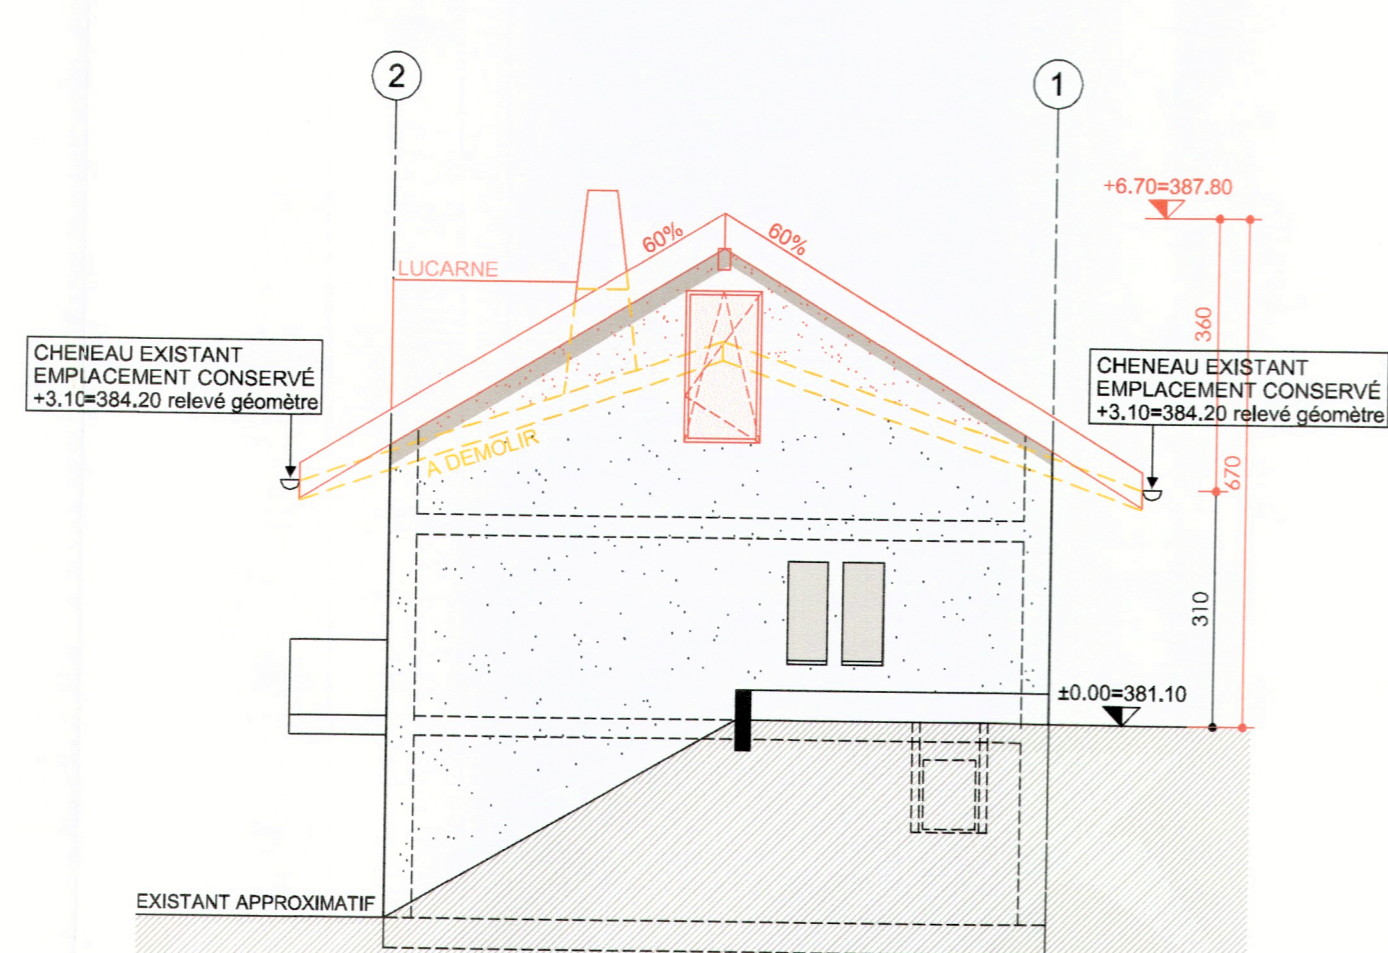 2
1
+6.70=387.80
60%
60%
LUCARNE
360
CHENEAU EXISTANT
EMPLACEMENT CONSERVÉ
+3.10=384.20 relevé géomètre
CHENEAU EXISTANT
EMPLACEMENT CONSERVÉ
+3.10=384.20 relevé géomètre
A DEMOLIR
670
310
±0.00=381.10
EXISTANT APPROXIMATIF